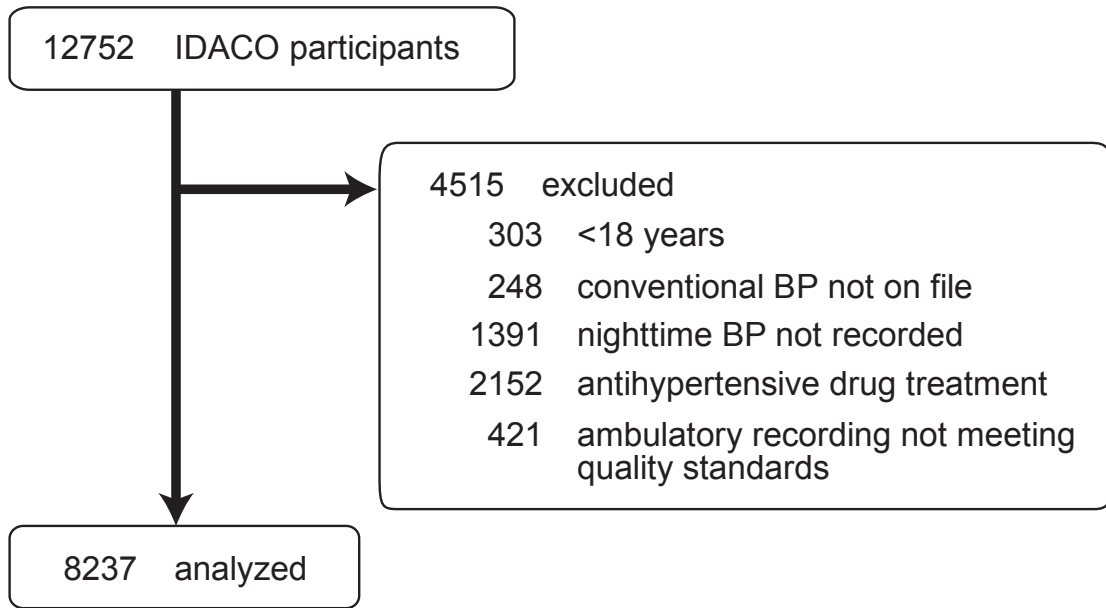 12752 IDACO participants
4515 excluded
303 <18 years
248 conventional BP not on file
1391 nighttime BP not recorded
2152 antihypertensive drug treatment
421 ambulatory recording not meeting
quality standards
8237 analyzed